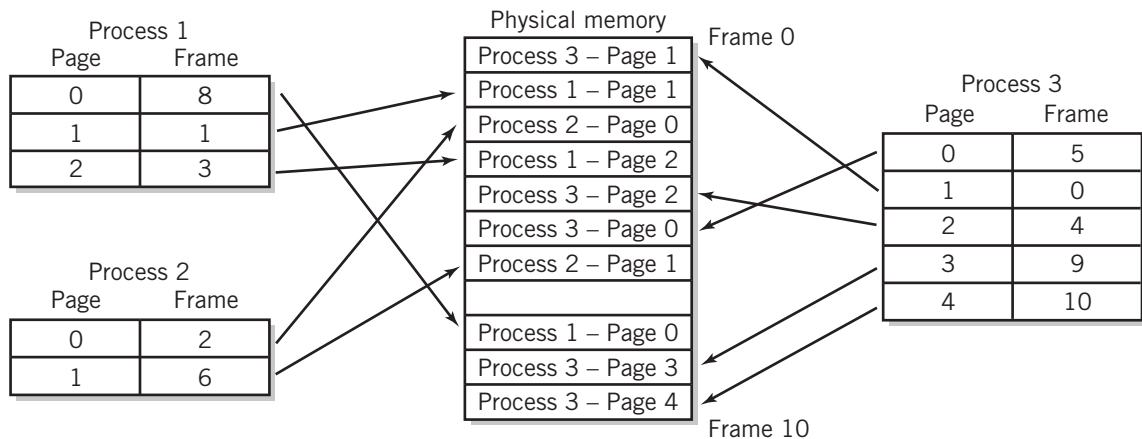 Process 1
Page Frame
0 8
1 1
2 3
Process 2
Page Frame
0 2
1 6
Physical memory
Frame 0
Process 3 – Page 1
Process 1 – Page 1
Process 2 – Page 0
Process 1 – Page 2
Process 3 – Page 2
Process 3 – Page 0
Process 2 – Page 1
Process 1 – Page 0
Process 3 – Page 3
Process 3 – Page 4
Frame 10
Process 3
Page Frame
0 5
1 0
2 4
3 9
4 10